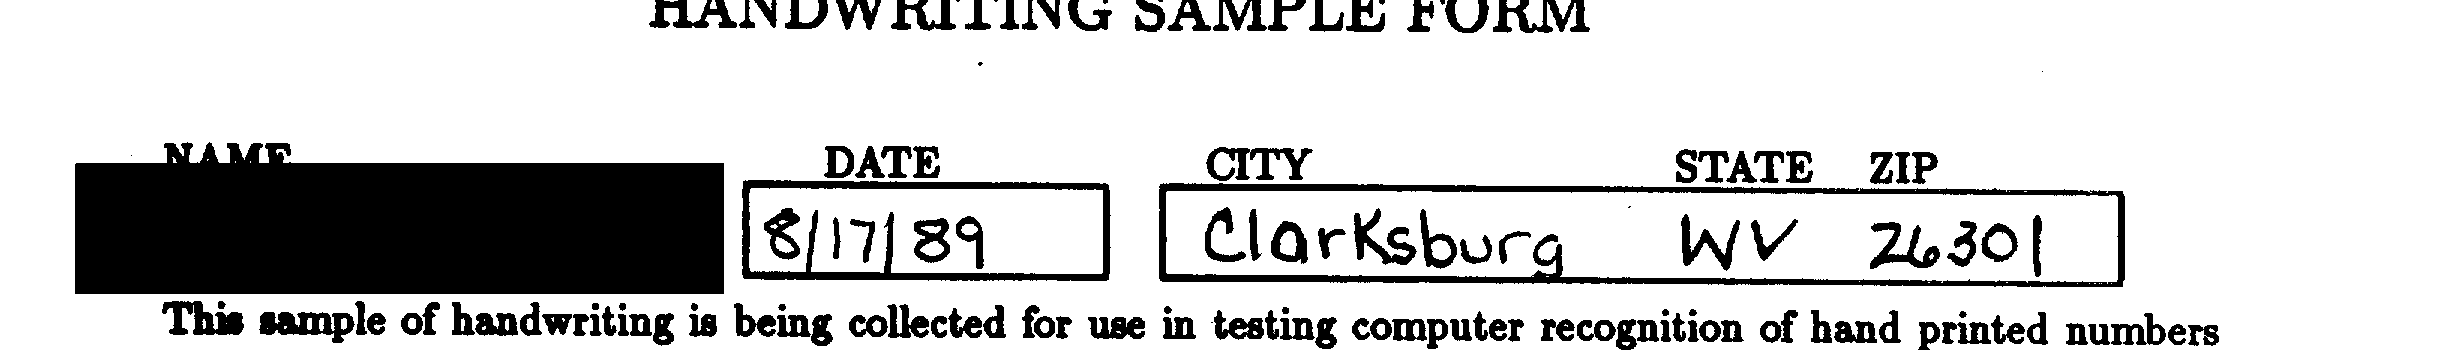 HANDWRITING SAMPLE FORM
NAME DATE CITY STATE ZIP
8/17/89 Clarksburg WV 26301
This sample of handwriting is being collected for use in testing computer recognition of hand printed numbers